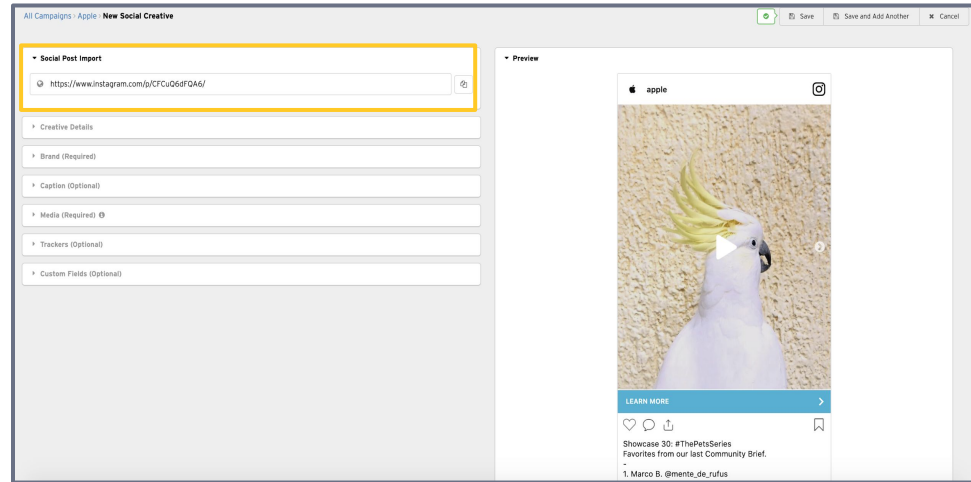 All Campaigns › Apple › New Social Creative
Save
Save and Add Another
Cancel
Social Post Import
https://www.instagram.com/p/CFCuQ6dFQA6/
Creative Details
Brand (Required)
Caption (Optional)
Media (Required)
Trackers (Optional)
Custom Fields (Optional)
Preview
apple
LEARN MORE
Showcase 30: #ThePetsSeries
Favorites from our last Community Brief.
-
1. Marco B. @mente_de_rufus